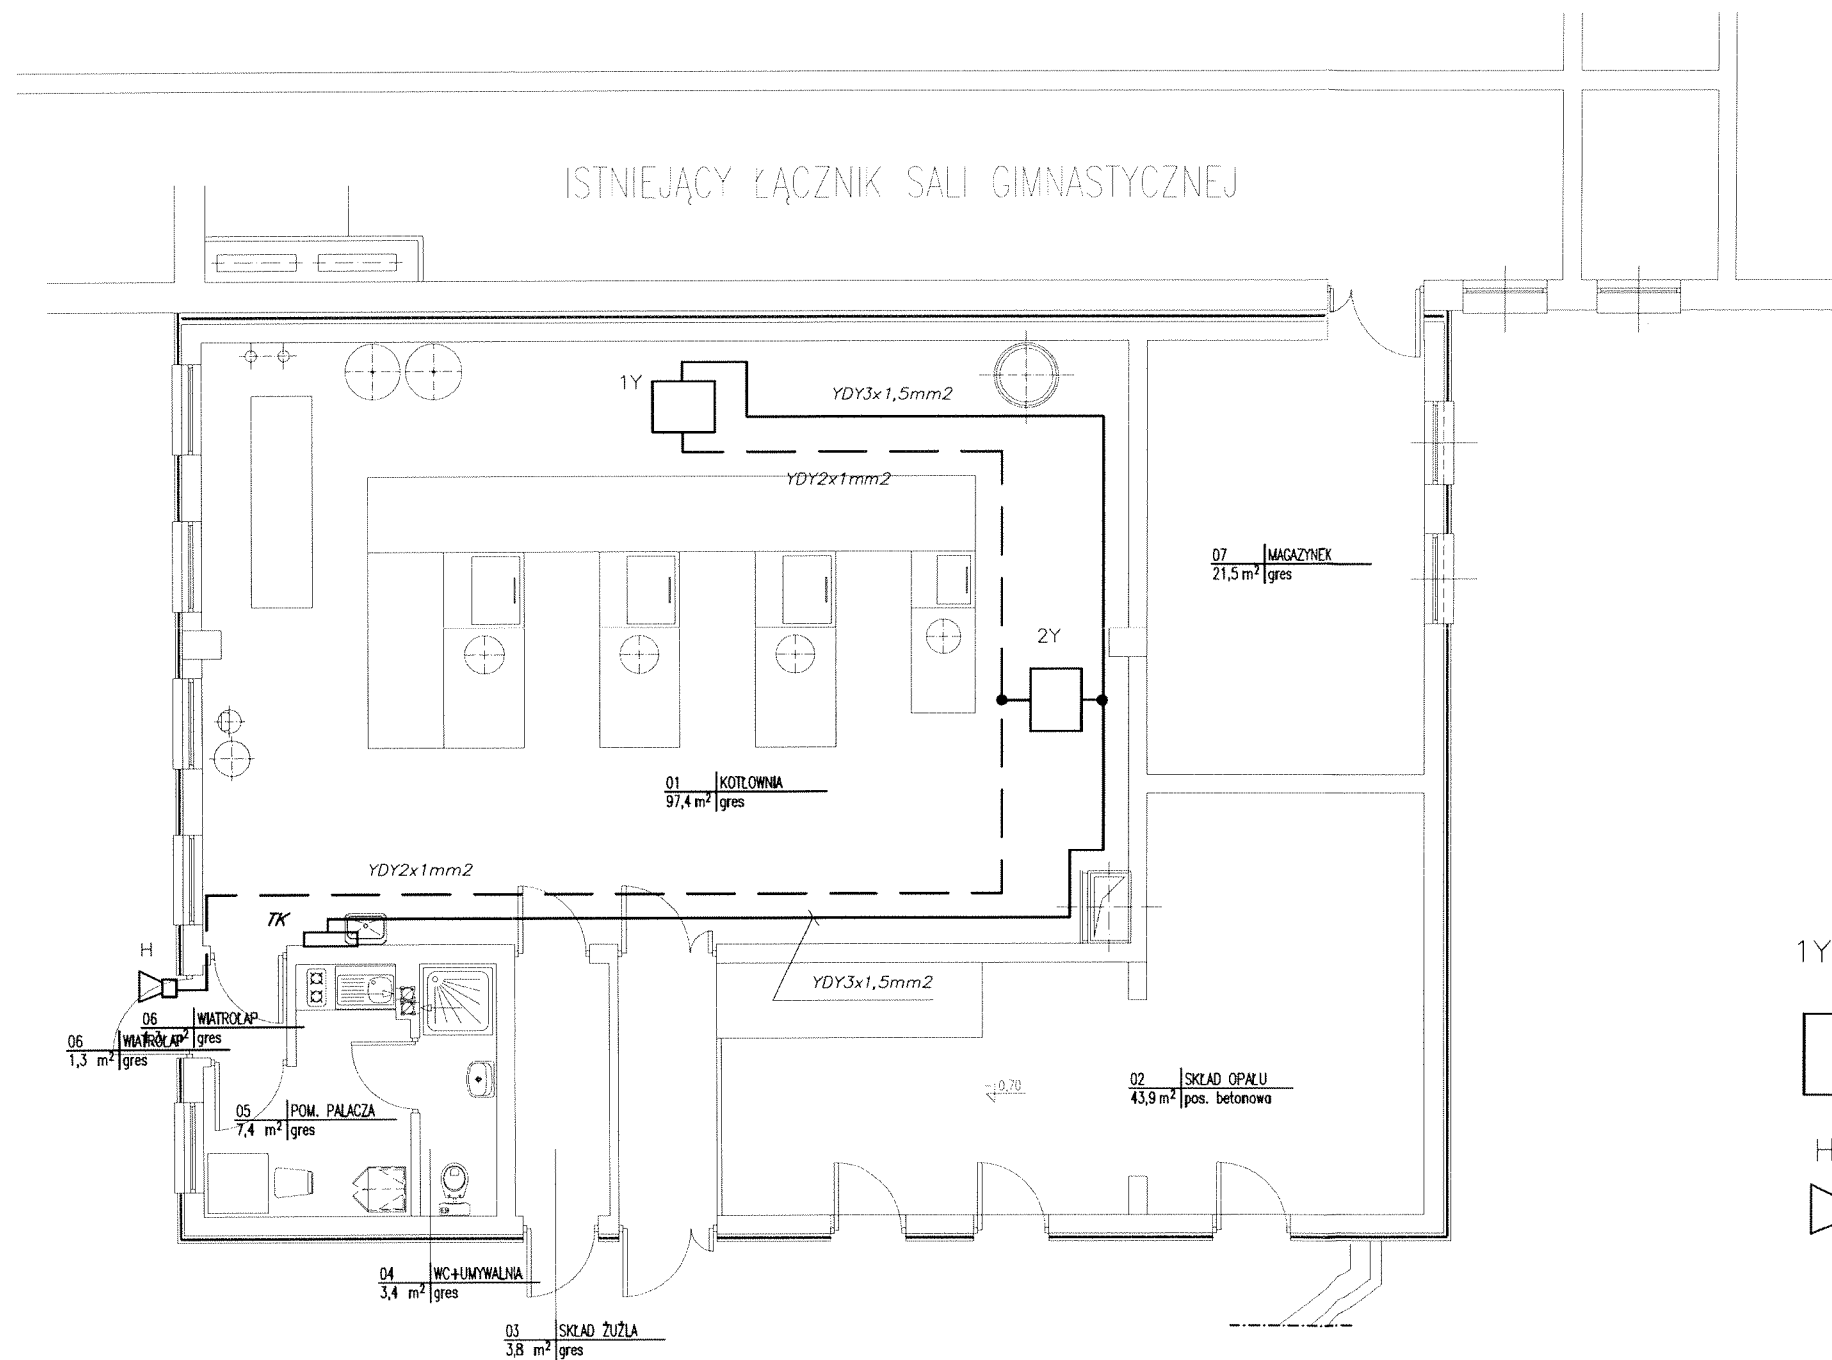 ISTNIEJĄCY ŁĄCZNIK SALI GIMNASTYCZNEJ
1Y
YDY3x1,5mm2
YDY2x1mm2
07 MAGAZYNEK
21,5 m² gres
2Y
01 KOTŁOWNIA
97,4 m² gres
YDY2x1mm2
TK
H
1Y
YDY3x1,5mm2
06 WIATROŁAP
1,3 m² gres
06 WIATROŁAP
1,3 m² gres
-0,70
02 SKŁAD OPAŁU
43,9 m² pos. betonowa
05 POM. PALACZA
7,4 m² gres
H
04 WC+UMYWALNIA
3,4 m² gres
03 SKŁAD ŻUŻLA
3,8 m² gres